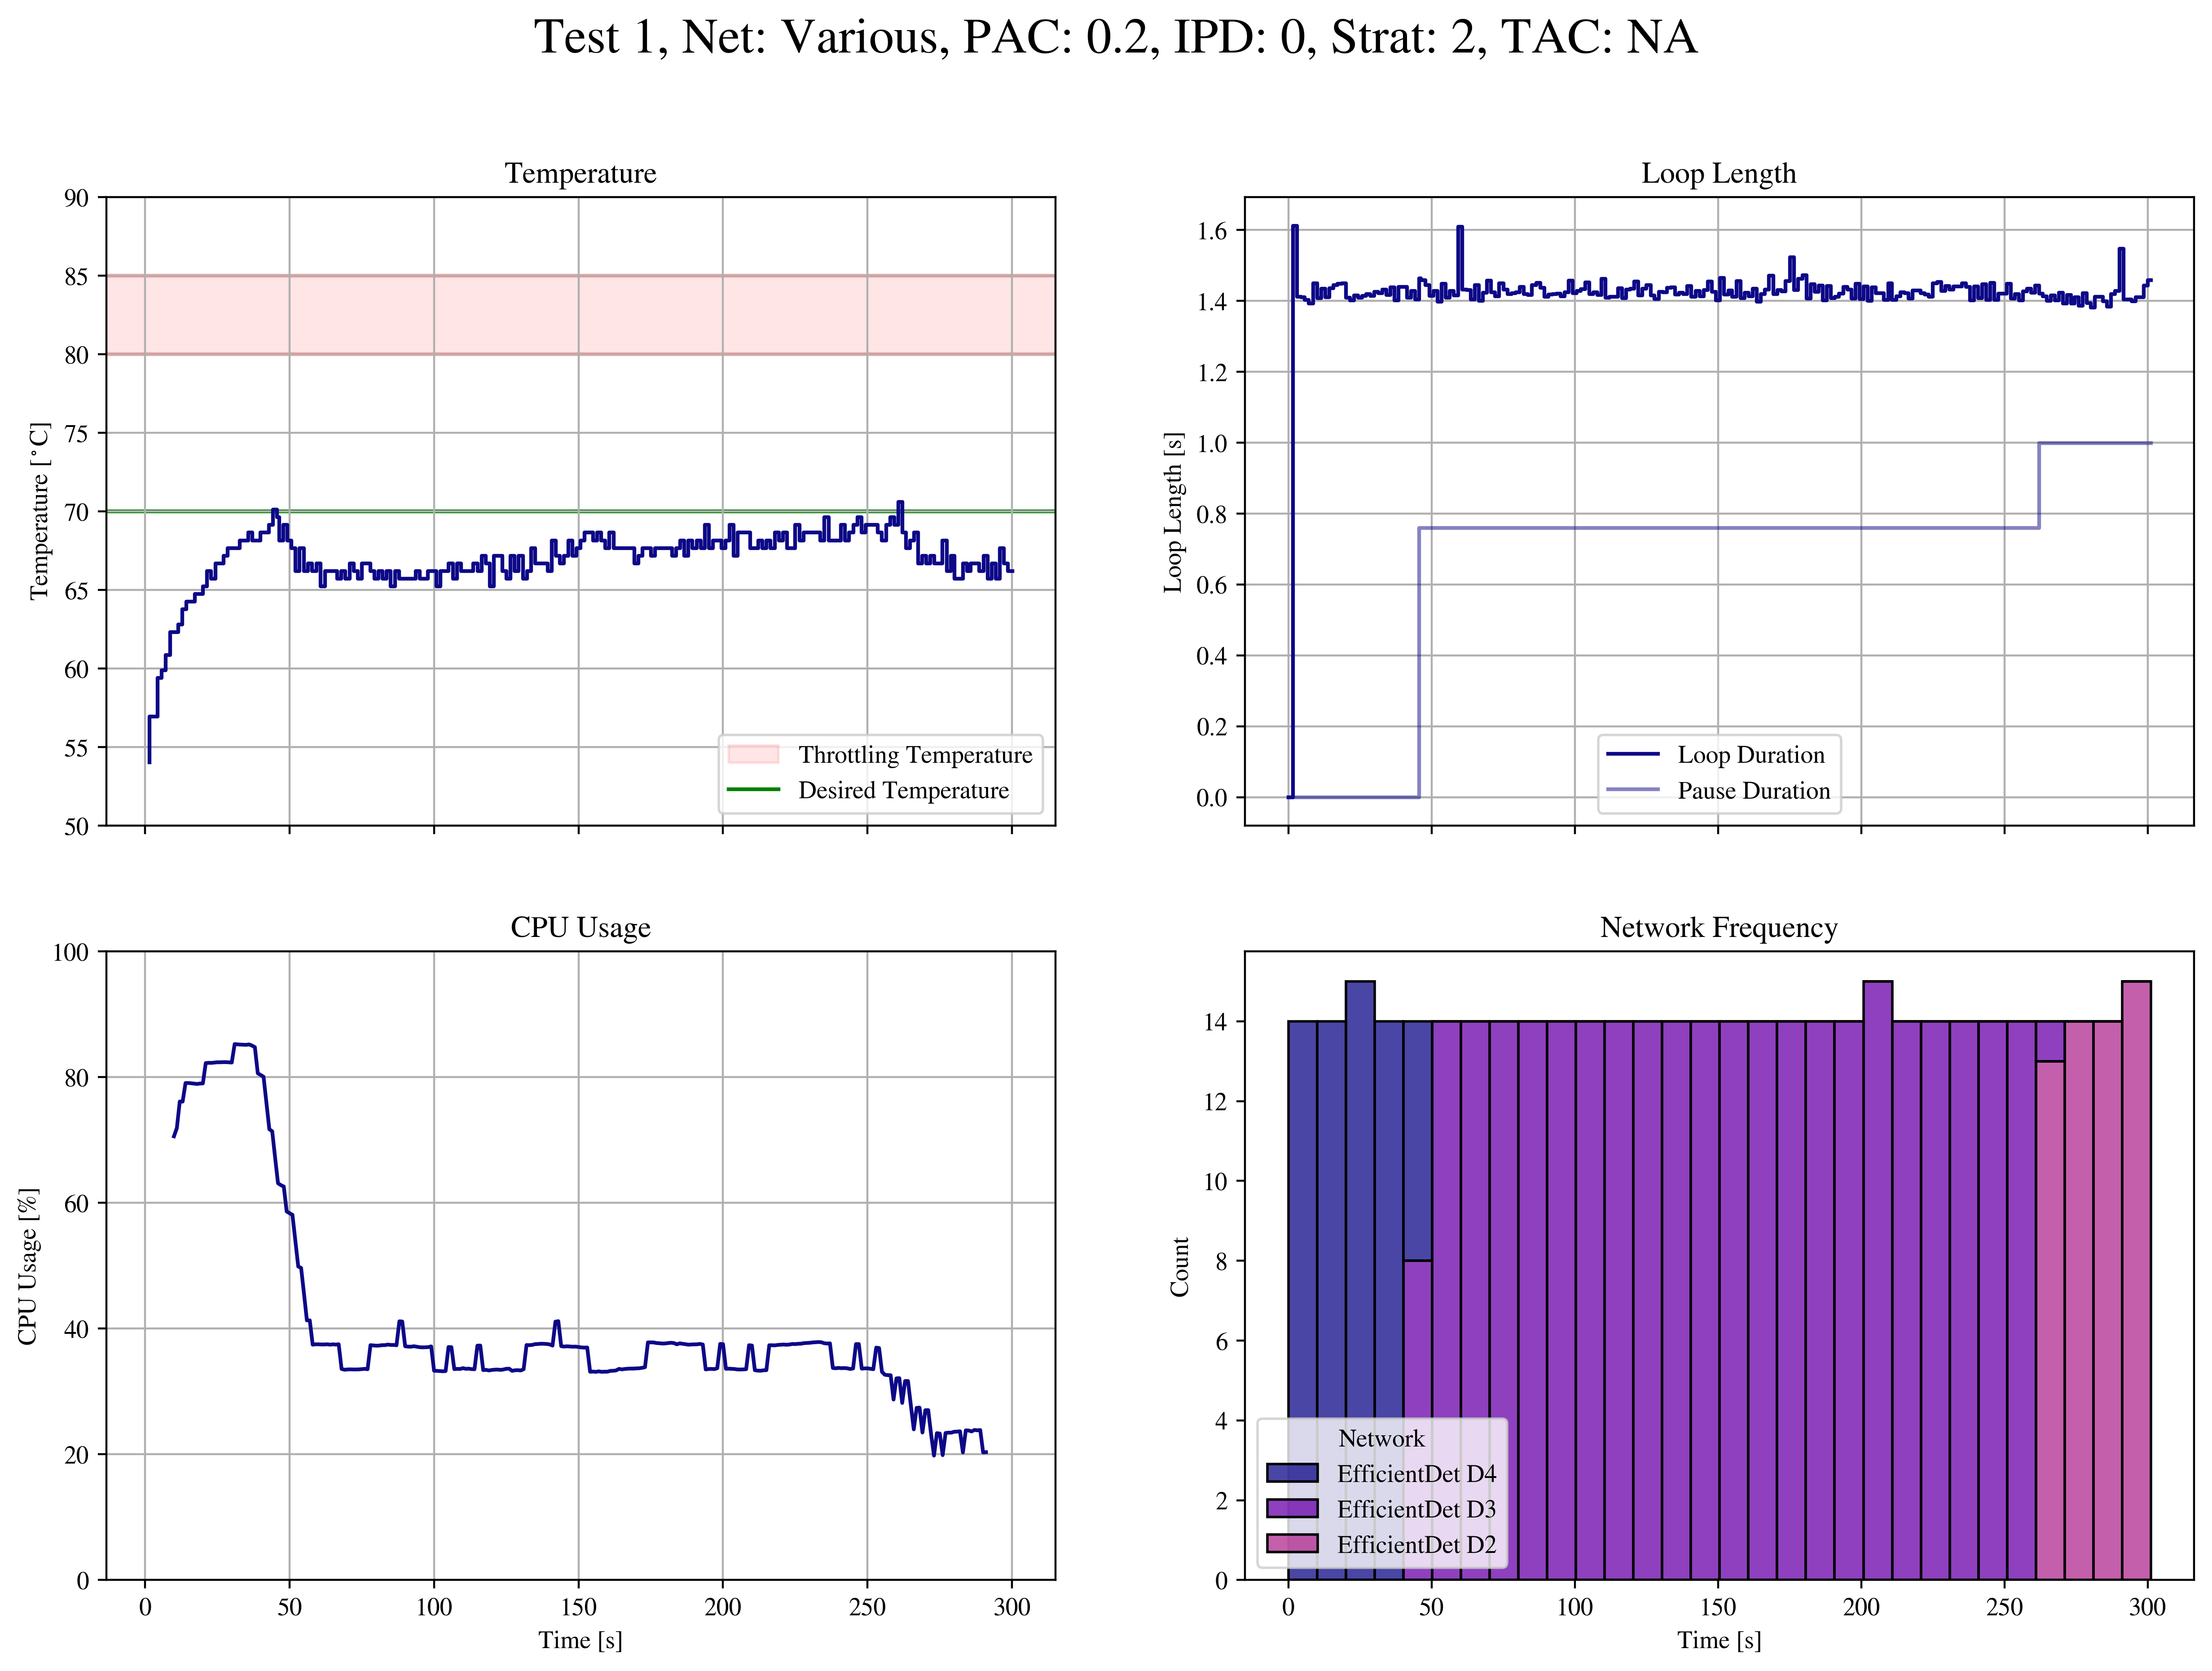 Test 1, Net: Various, PAC: 0.2, IPD: 0, Strat: 2, TAC: NA
Temperature
90
85
80
75
70
65
60
55
50
Temperature [°C]
Throttling Temperature
Desired Temperature
Loop Length
1.6
1.4
1.2
1.0
0.8
0.6
0.4
0.2
0.0
Loop Length [s]
Loop Duration
Pause Duration
CPU Usage
100
80
60
40
20
0
CPU Usage [%]
0 50 100 150 200 250 300
Time [s]
Network Frequency
14
12
10
8
6
4
2
0
Count
Network
EfficientDet D4
EfficientDet D3
EfficientDet D2
0 50 100 150 200 250 300
Time [s]